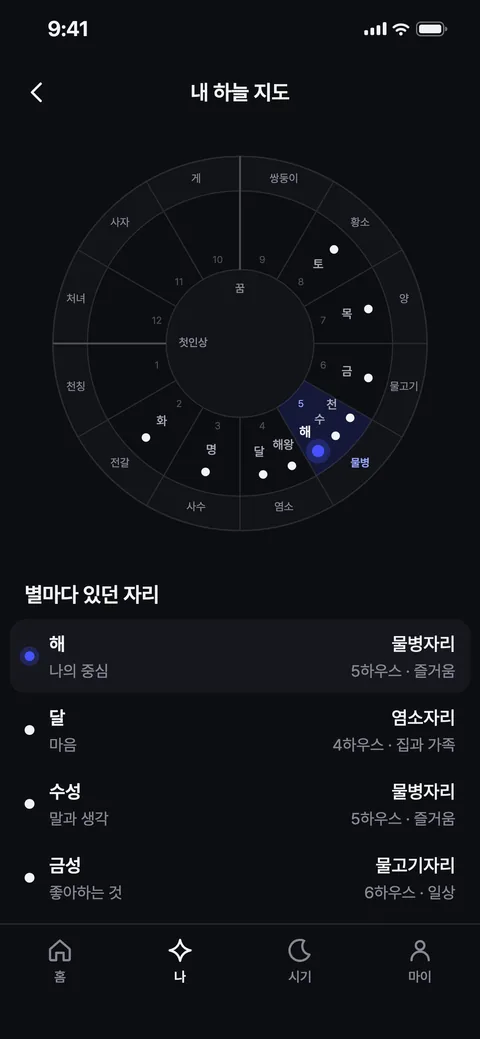 9:41
내 하늘 지도
게
쌍둥이
사자
황소
처녀
양
천칭
물고기
전갈
물병
사수
염소
10
9
11
8
12
7
1
6
2
5
3
4
꿈
첫인상
토
목
금
천
수
해
화
명
달
해왕
별마다 있던 자리
해
물병자리
나의 중심
5하우스 · 즐거움
달
염소자리
마음
4하우스 · 집과 가족
수성
물병자리
말과 생각
5하우스 · 즐거움
금성
물고기자리
좋아하는 것
6하우스 · 일상
홈
나
시기
마이